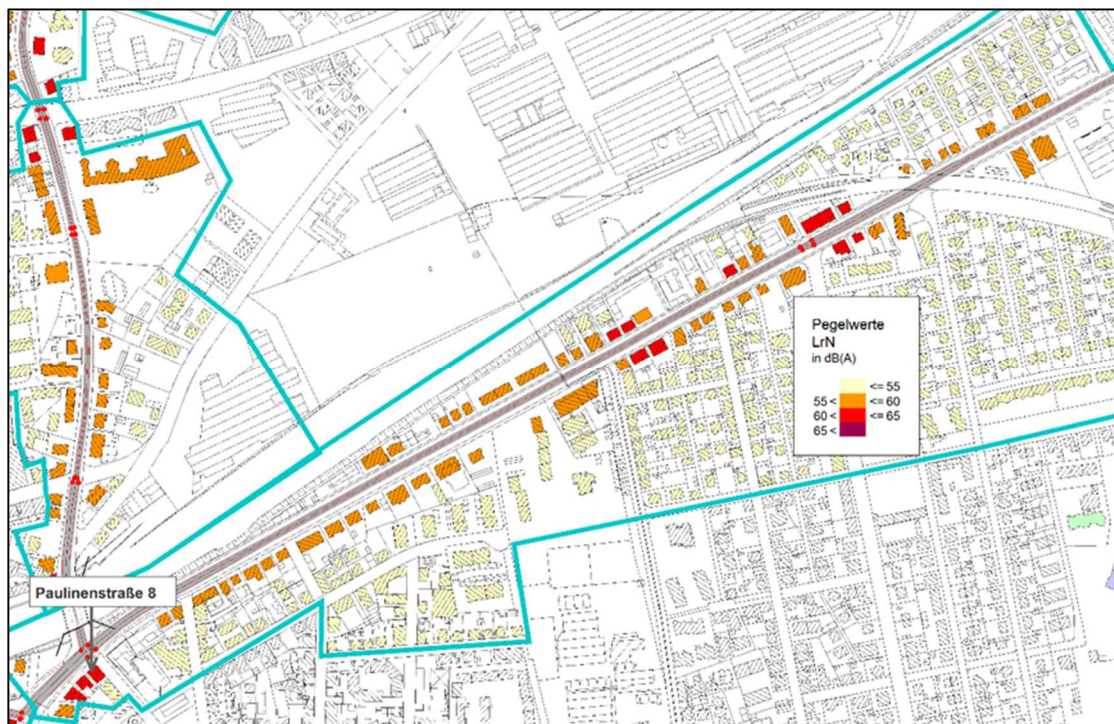 Pegelwerte
LrN
in dB(A)
<= 55
55 < <= 60
60 < <= 65
65 <
Paulinenstraße 8